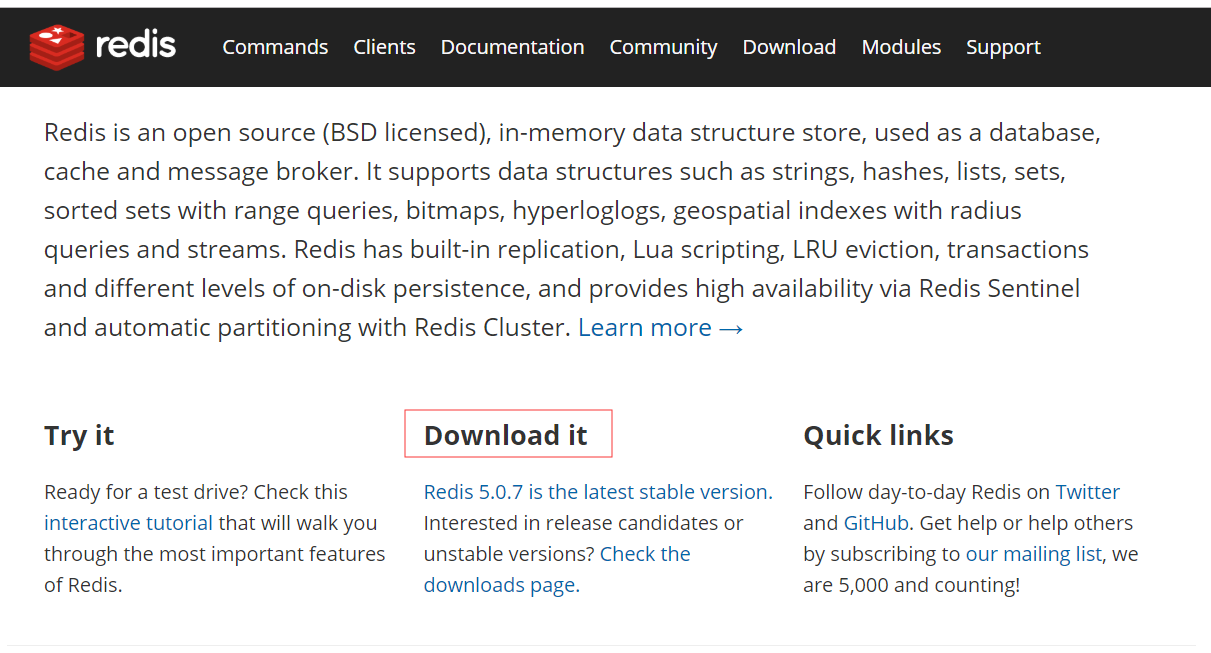 redis Commands Clients Documentation Community Download Modules Support
Redis is an open source (BSD licensed), in-memory data structure store, used as a database,
cache and message broker. It supports data structures such as strings, hashes, lists, sets,
sorted sets with range queries, bitmaps, hyperloglogs, geospatial indexes with radius
queries and streams. Redis has built-in replication, Lua scripting, LRU eviction, transactions
and different levels of on-disk persistence, and provides high availability via Redis Sentinel
and automatic partitioning with Redis Cluster. Learn more →
Try it
Ready for a test drive? Check this
interactive tutorial that will walk you
through the most important features
of Redis.
Download it
Redis 5.0.7 is the latest stable version.
Interested in release candidates or
unstable versions? Check the
downloads page.
Quick links
Follow day-to-day Redis on Twitter
and GitHub. Get help or help others
by subscribing to our mailing list, we
are 5,000 and counting!